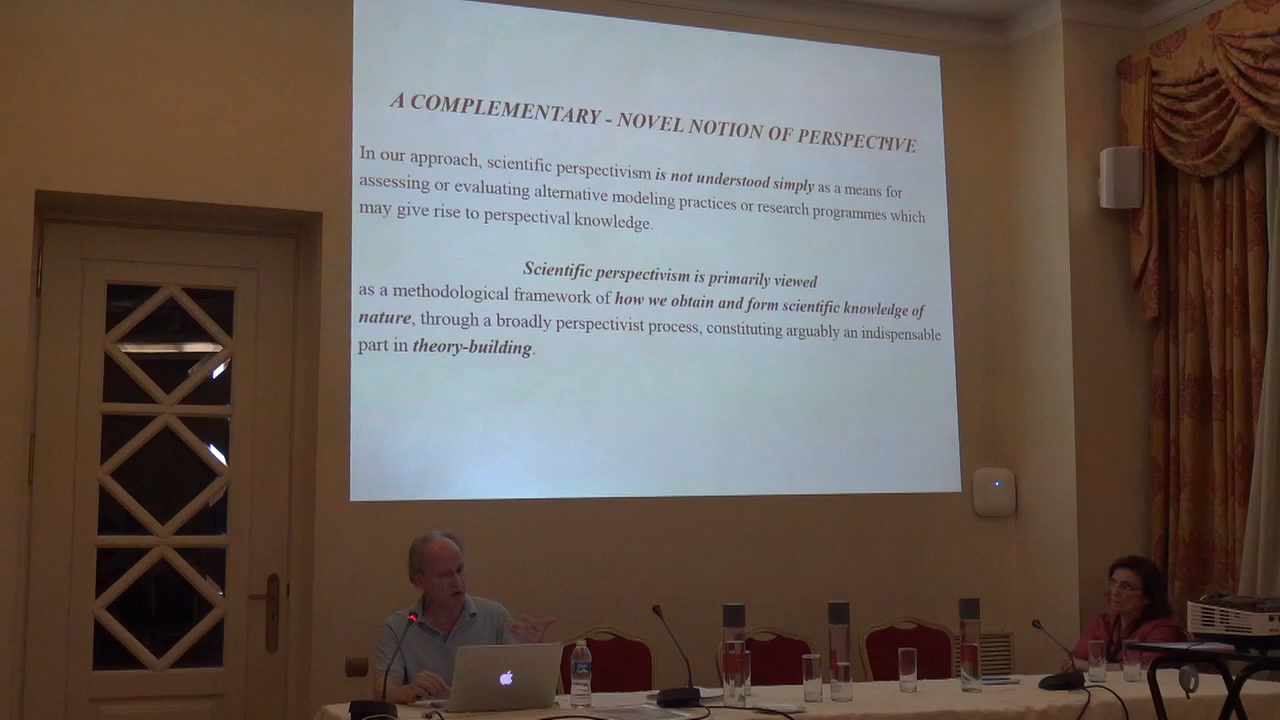 A COMPLEMENTARY - NOVEL NOTION OF PERSPECTIVE
In our approach, scientific perspectivism is not understood simply as a means for
assessing or evaluating alternative modeling practices or research programmes which
may give rise to perspectival knowledge.
Scientific perspectivism is primarily viewed
as a methodological framework of how we obtain and form scientific knowledge of
nature, through a broadly perspectivist process, constituting arguably an indispensable
part in theory-building.